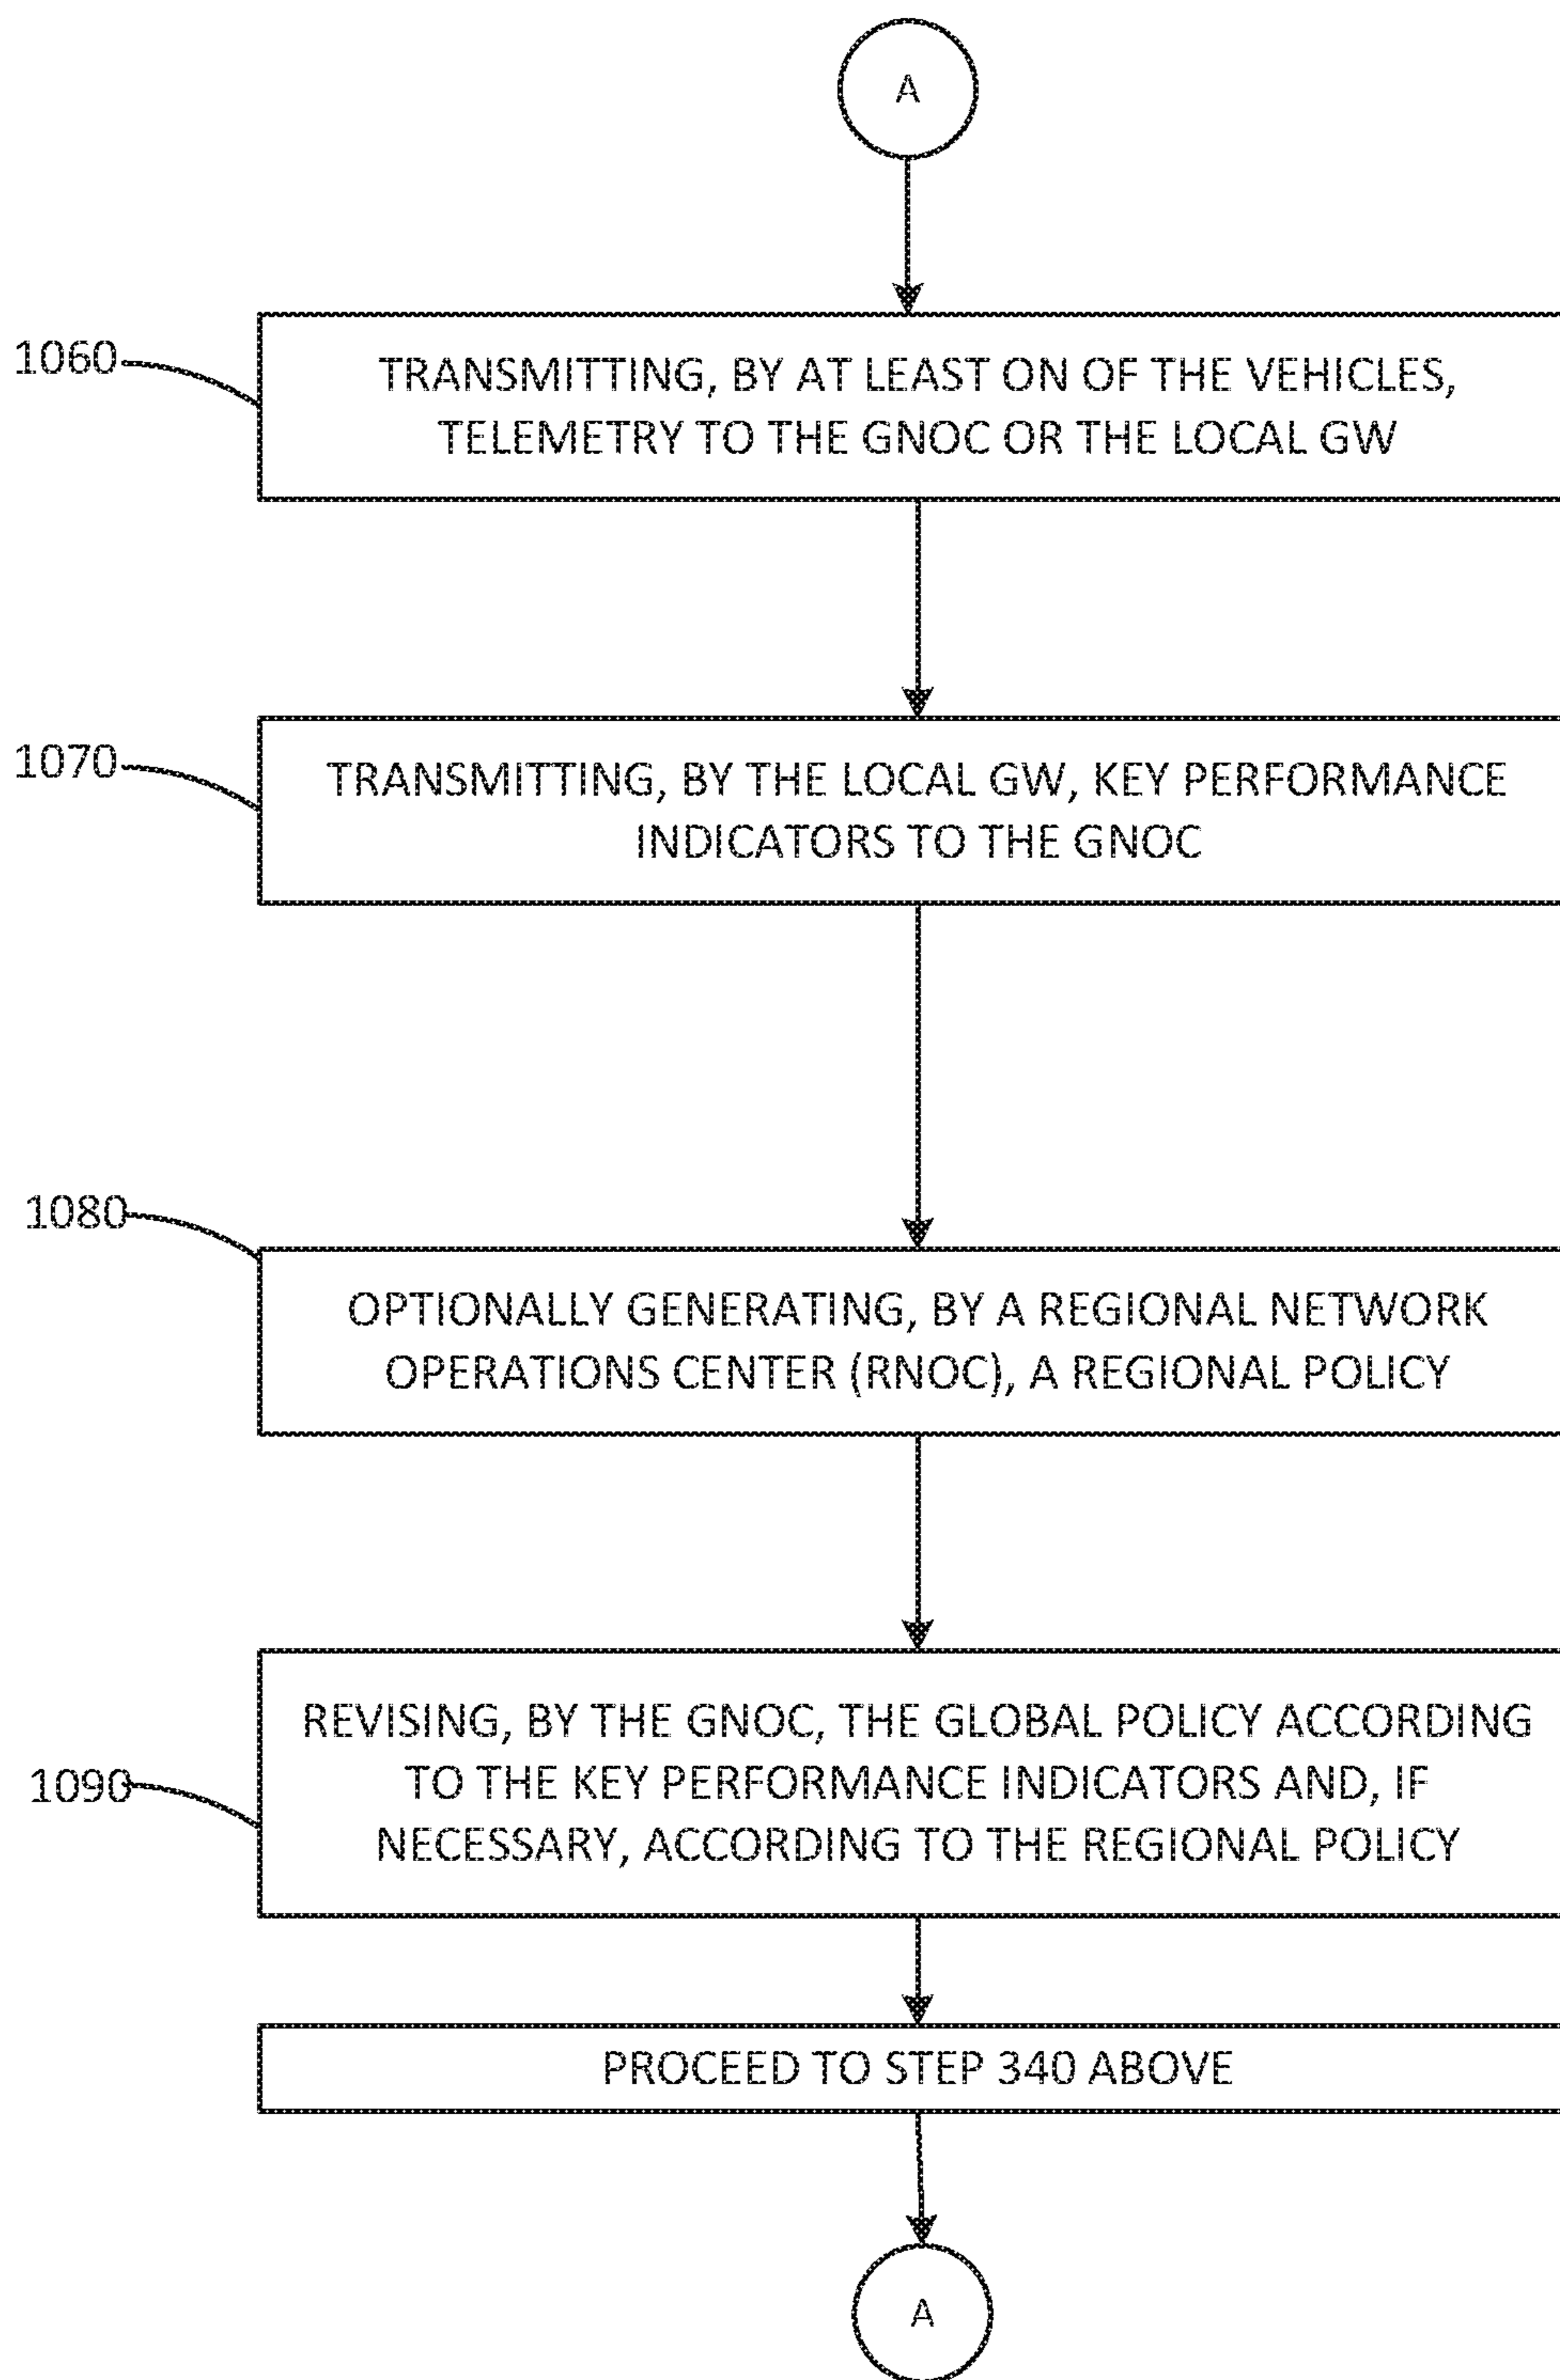 A
1060
TRANSMITTING, BY AT LEAST ON OF THE VEHICLES,
TELEMETRY TO THE GNOC OR THE LOCAL GW
1070
TRANSMITTING, BY THE LOCAL GW, KEY PERFORMANCE
INDICATORS TO THE GNOC
1080
OPTIONALLY GENERATING, BY A REGIONAL NETWORK
OPERATIONS CENTER (RNOC), A REGIONAL POLICY
1090
REVISING, BY THE GNOC, THE GLOBAL POLICY ACCORDING
TO THE KEY PERFORMANCE INDICATORS AND, IF
NECESSARY, ACCORDING TO THE REGIONAL POLICY
PROCEED TO STEP 340 ABOVE
A